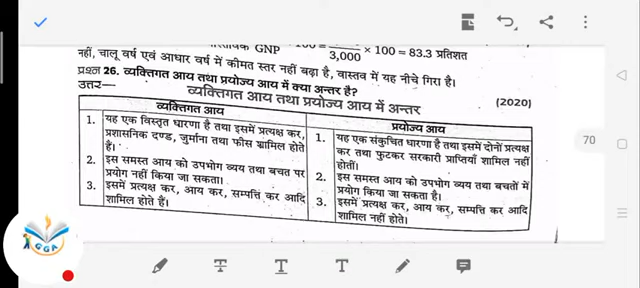 वास्तविक GNP × 100 = /3,000 × 100 = 83.3 प्रतिशत
नहीं, चालू वर्ष एवं आधार वर्ष में कीमत स्तर नहीं बढ़ा है, वास्तव में यह नीचे गिरा है।
प्रश्न 26. व्यक्तिगत आय तथा प्रयोज्य आय में क्या अन्तर है?
(2020)
उत्तर—
व्यक्तिगत आय तथा प्रयोज्य आय में अन्तर
व्यक्तिगत आय
1. यह एक विस्तृत धारणा है तथा इसमें प्रत्यक्ष कर,
प्रशासनिक दण्ड, जुर्माना तथा फीस शामिल होते
हैं।
2. इस समस्त आय को उपभोग व्यय तथा बचत पर
प्रयोग नहीं किया जा सकता।
3. इसमें प्रत्यक्ष कर, आय कर, सम्पत्ति कर आदि
शामिल होते हैं।
प्रयोज्य आय
1. यह एक संकुचित धारणा है तथा इसमें दोनों प्रत्यक्ष
कर तथा फुटकर सरकारी प्राप्तियाँ शामिल नहीं
होतीं।
2. इस समस्त आय को उपभोग व्यय तथा बचतों में
प्रयोग किया जा सकता है।
3. इसमें प्रत्यक्ष कर, आय कर, सम्पत्ति कर आदि
शामिल नहीं होते।
70
GGA
T T T